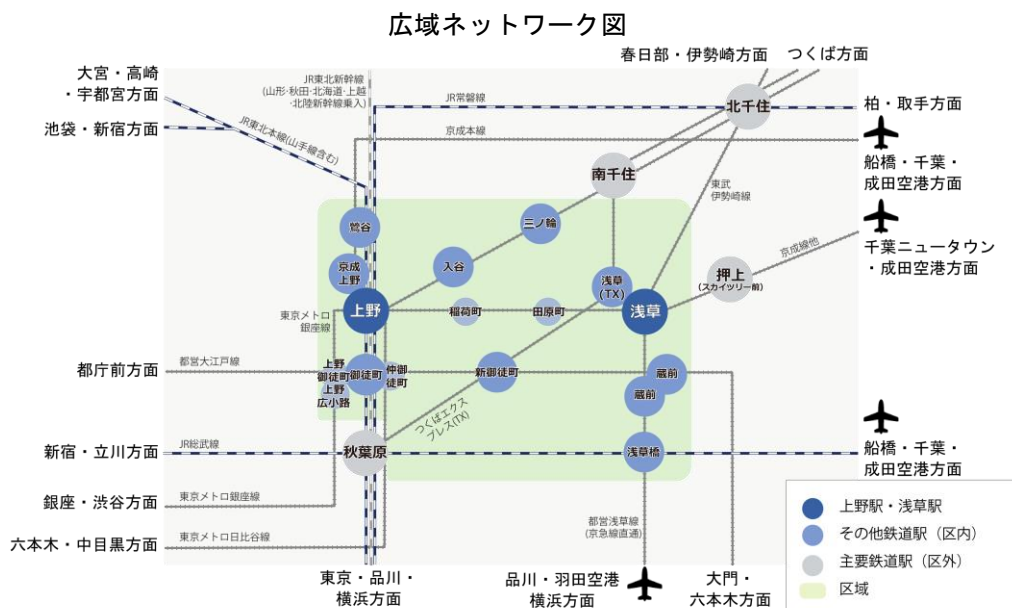 広域ネットワーク図
春日部・伊勢崎方面
つくば方面
大宮・高崎
・宇都宮方面
JR東北新幹線
(山形・秋田・北海道・上越
・北陸新幹線乗入)
JR常磐線
北千住
柏・取手方面
池袋・新宿方面
JR東北本線(山手線含む)
京成本線
船橋・千葉・
成田空港方面
南千住
東武
伊勢崎線
鶯谷
三ノ輪
京成線他
千葉ニュータウン
・成田空港方面
京成
上野
入谷
浅草
(TX)
押上
(スカイツリー前)
上野
稲荷町
田原町
浅草
東京メトロ
銀座線
都庁前方面
都営大江戸線
上野
御徒町
御徒町
仲御
徒町
新御徒町
蔵前
上野
広小路
蔵前
つくばエクス
プレス(TX)
新宿・立川方面
JR総武線
秋葉原
浅草橋
船橋・千葉・
成田空港方面
銀座・渋谷方面
東京メトロ銀座線
六本木・中目黒方面
東京メトロ日比谷線
都営浅草線
(京急線直通)
東京・品川・
横浜方面
品川・羽田空港
横浜方面
大門・
六本木方面
上野駅・浅草駅
その他鉄道駅（区内）
主要鉄道駅（区外）
区域